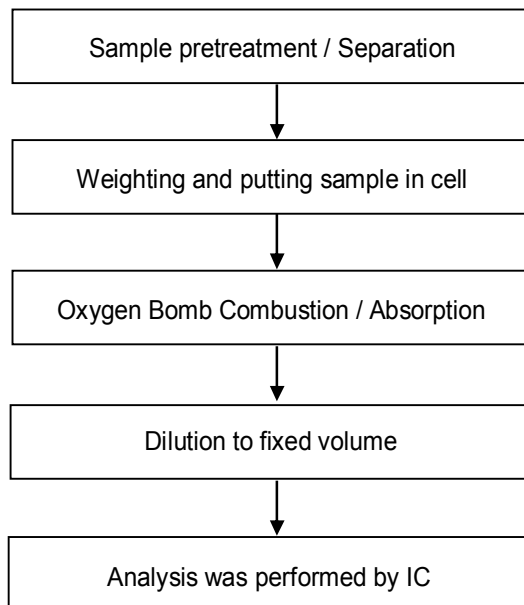 Sample pretreatment / Separation
Weighting and putting sample in cell
Oxygen Bomb Combustion / Absorption
Dilution to fixed volume
Analysis was performed by IC